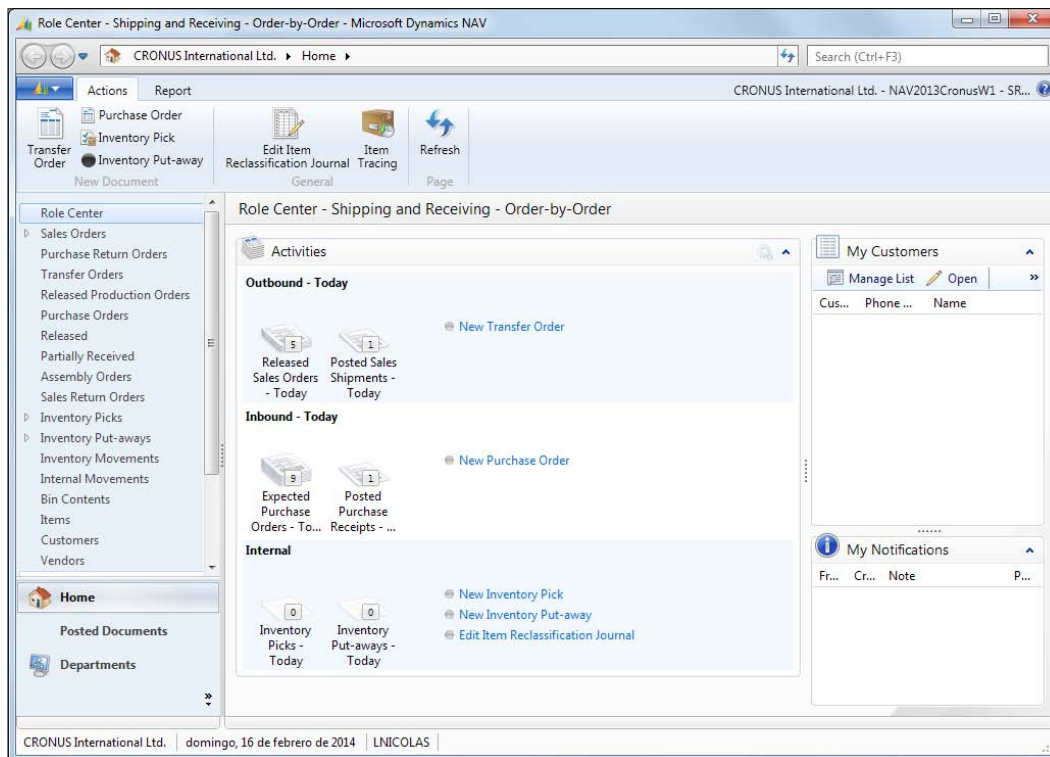 Role Center - Shipping and Receiving - Order-by-Order - Microsoft Dynamics NAV
CRONUS International Ltd. ▸ Home ▸
Search (Ctrl+F3)
Actions Report
CRONUS International Ltd. - NAV2013CronusW1 - SR...
Transfer
Order
Purchase Order
Inventory Pick
Inventory Put-away
New Document
Edit Item
Reclassification Journal
Item
Tracing
General
Refresh
Page
Role Center
Sales Orders
Purchase Return Orders
Transfer Orders
Released Production Orders
Purchase Orders
Released
Partially Received
Assembly Orders
Sales Return Orders
Inventory Picks
Inventory Put-aways
Inventory Movements
Internal Movements
Bin Contents
Items
Customers
Vendors
Home
Posted Documents
Departments
Role Center - Shipping and Receiving - Order-by-Order
Activities
Outbound - Today
5
Released
Sales Orders
- Today
1
Posted Sales
Shipments -
Today
New Transfer Order
Inbound - Today
9
Expected
Purchase
Orders - To...
1
Posted
Purchase
Receipts - ...
New Purchase Order
Internal
0
Inventory
Picks -
Today
0
Inventory
Put-aways -
Today
New Inventory Pick
New Inventory Put-away
Edit Item Reclassification Journal
My Customers
Manage List Open
Cus... Phone ... Name
My Notifications
Fr... Cr... Note P...
CRONUS International Ltd. domingo, 16 de febrero de 2014 LNICOLAS